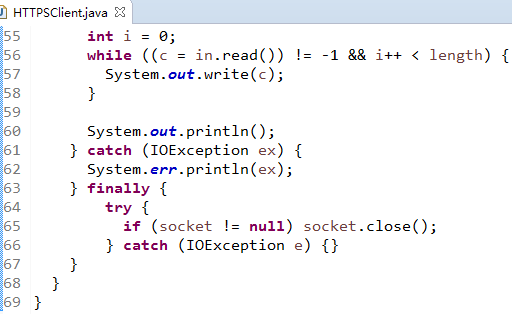 HTTPSClient.java
55 int i = 0;
56 while ((c = in.read()) != -1 && i++ < length) {
57 System.out.write(c);
58 }
59
60 System.out.println();
61 } catch (IOException ex) {
62 System.err.println(ex);
63 } finally {
64 try {
65 if (socket != null) socket.close();
66 } catch (IOException e) {}
67 }
68 }
69 }